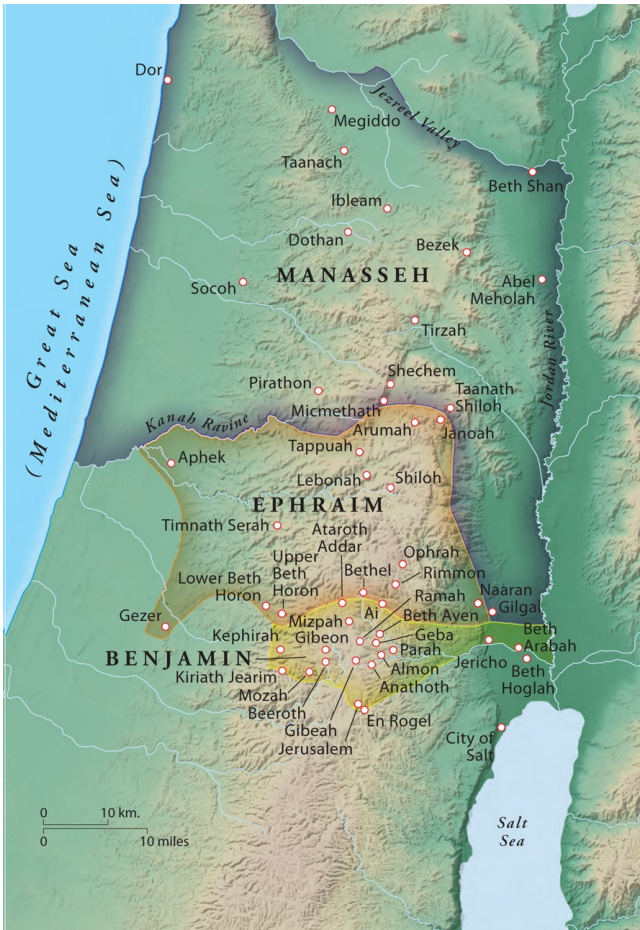 Dor
Megiddo
Jezreel Valley
Taanach
Beth Shan
Ibleam
Dothan
Bezek
MANASSEH
Socoh
Abel
Meholah
Great Sea
(Mediterranean Sea)
Tirzah
Jordan River
Shechem
Pirathon
Taanath
Shiloh
Micmethath
Kanah Ravine
Arumah
Janoah
Tappuah
Aphek
Lebonah
Shiloh
EPHRAIM
Timnath Serah
Ataroth
Addar
Ophrah
Upper
Beth
Horon
Bethel
Rimmon
Lower Beth
Horon
Ramah
Naaran
Gilgal
Ai
Beth Aven
Gezer
Mizpah
Kephirah
Gibeon
Geba
Beth
Arabah
BENJAMIN
Parah
Jericho
Kiriath Jearim
Almon
Beth
Hoglah
Mozah
Anathoth
Beeroth
Gibeah
En Rogel
Jerusalem
City of
Salt
0 10 km.
0 10 miles
Salt
Sea